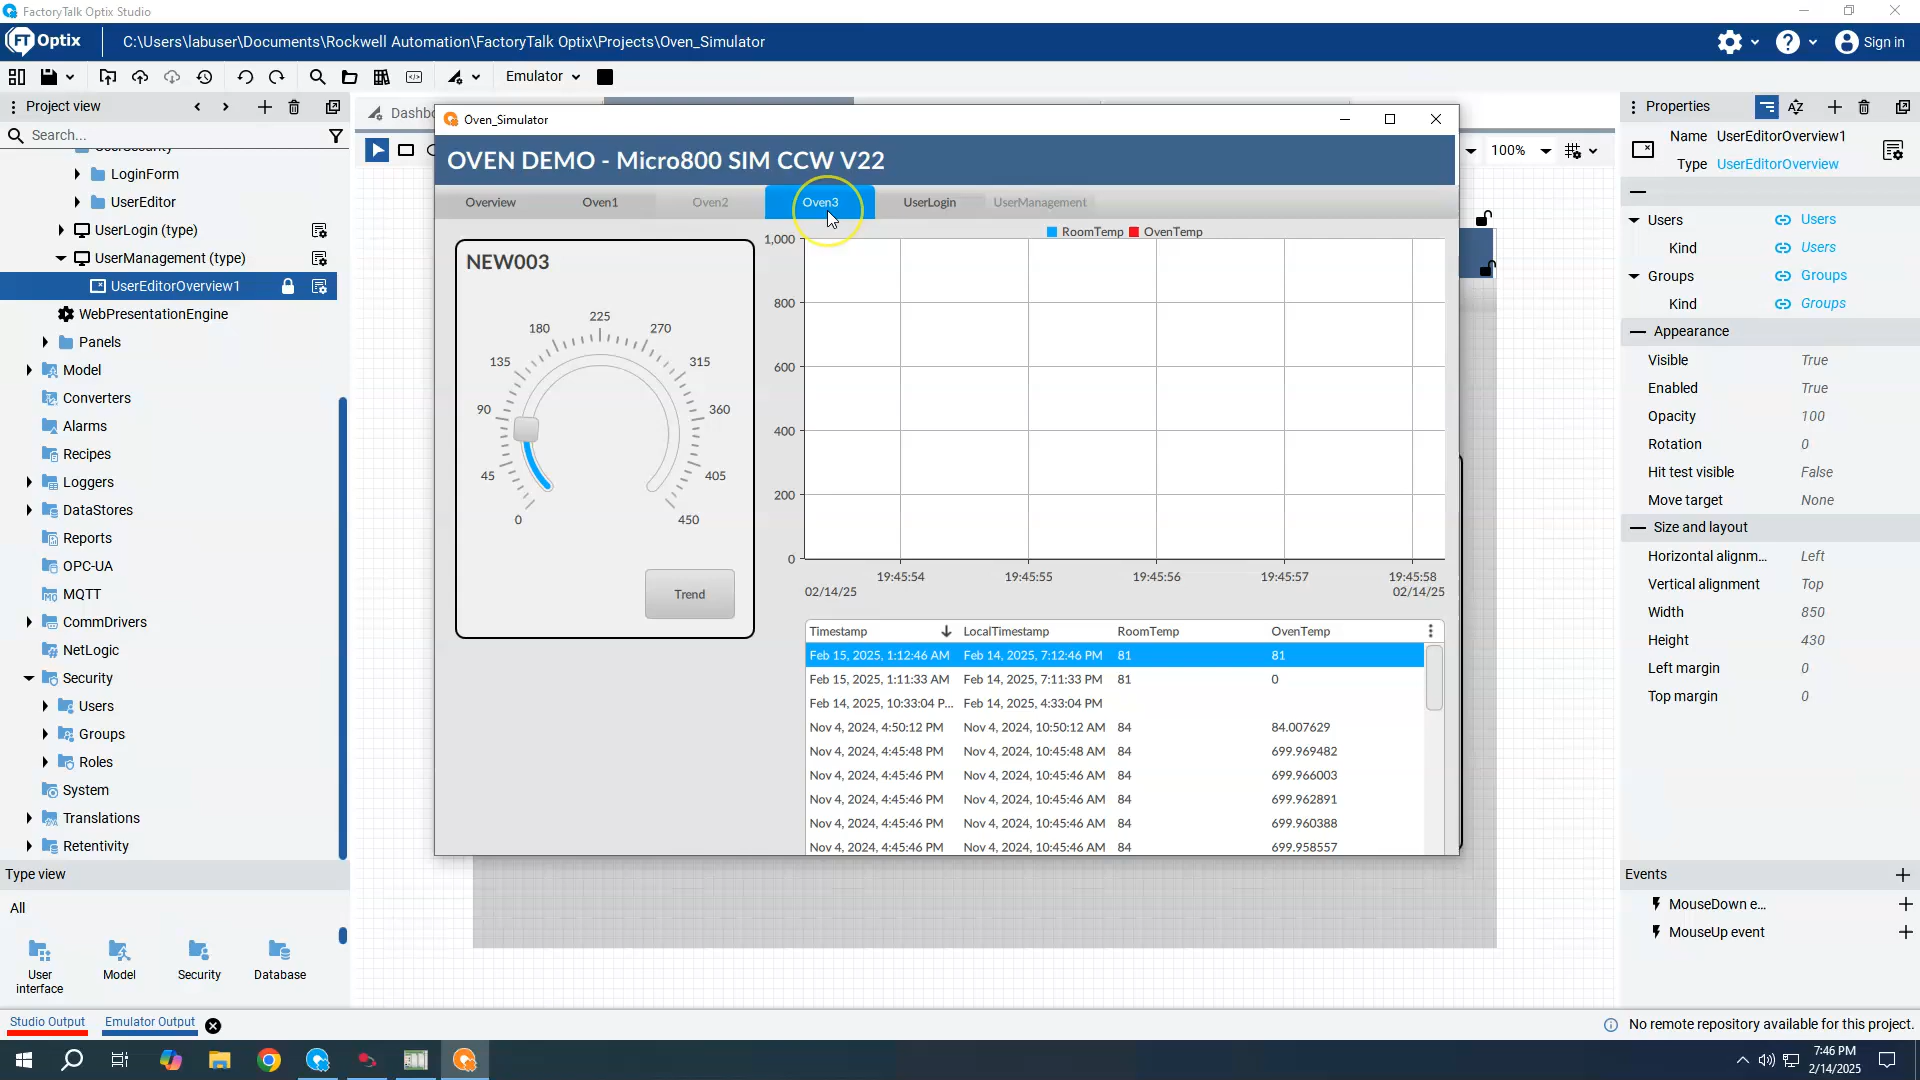 FactoryTalk Optix Studio
FT Optix
C:\Users\labuser\Documents\Rockwell Automation\FactoryTalk Optix\Projects\Oven_Simulator
Sign in
Emulator
Project view
Search...
UserSecurity
LoginForm
UserEditor
UserLogin (type)
UserManagement (type)
UserEditorOverview1
WebPresentationEngine
Panels
Model
Converters
Alarms
Recipes
Loggers
DataStores
Reports
OPC-UA
MQTT
CommDrivers
NetLogic
Security
Users
Groups
Roles
System
Translations
Retentivity
Type view
All
User interface
Model
Security
Database
Studio Output
Emulator Output
Dashbo
100%
Oven_Simulator
OVEN DEMO - Micro800 SIM CCW V22
Overview
Oven1
Oven2
Oven3
UserLogin
UserManagement
NEW003
0
45
90
135
180
225
270
315
360
405
450
Trend
RoomTemp
OvenTemp
1,000
800
600
400
200
0
19:45:54
19:45:55
19:45:56
19:45:57
19:45:58
02/14/25
02/14/25
Timestamp LocalTimestamp RoomTemp OvenTemp
Feb 15, 2025, 1:12:46 AM Feb 14, 2025, 7:12:46 PM 81 81
Feb 15, 2025, 1:11:33 AM Feb 14, 2025, 7:11:33 PM 81 0
Feb 14, 2025, 10:33:04 P... Feb 14, 2025, 4:33:04 PM
Nov 4, 2024, 4:50:12 PM Nov 4, 2024, 10:50:12 AM 84 84.007629
Nov 4, 2024, 4:45:48 PM Nov 4, 2024, 10:45:48 AM 84 699.969482
Nov 4, 2024, 4:45:46 PM Nov 4, 2024, 10:45:46 AM 84 699.966003
Nov 4, 2024, 4:45:46 PM Nov 4, 2024, 10:45:46 AM 84 699.962891
Nov 4, 2024, 4:45:46 PM Nov 4, 2024, 10:45:46 AM 84 699.960388
Nov 4, 2024, 4:45:46 PM Nov 4, 2024, 10:45:46 AM 84 699.958557
Properties
Name UserEditorOverview1
Type UserEditorOverview
Users Users
Kind Users
Groups Groups
Kind Groups
Appearance
Visible True
Enabled True
Opacity 100
Rotation 0
Hit test visible False
Move target None
Size and layout
Horizontal alignm... Left
Vertical alignment Top
Width 850
Height 430
Left margin 0
Top margin 0
Events
MouseDown e...
MouseUp event
No remote repository available for this project.
7:46 PM
2/14/2025